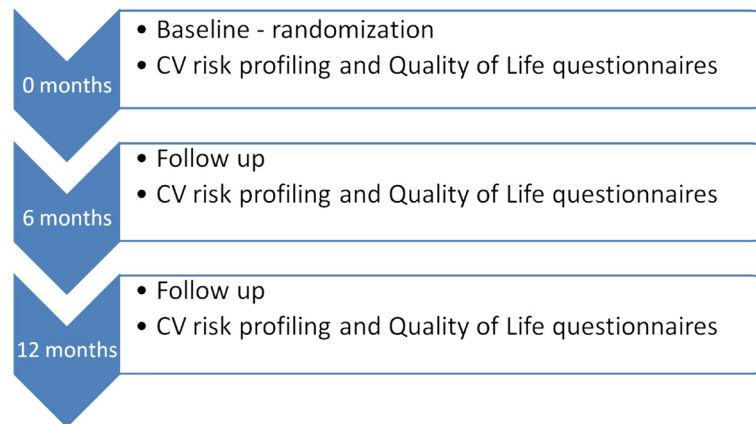 0 months
• Baseline - randomization
• CV risk profiling and Quality of Life questionnaires
6 months
• Follow up
• CV risk profiling and Quality of Life questionnaires
12 months
• Follow up
• CV risk profiling and Quality of Life questionnaires